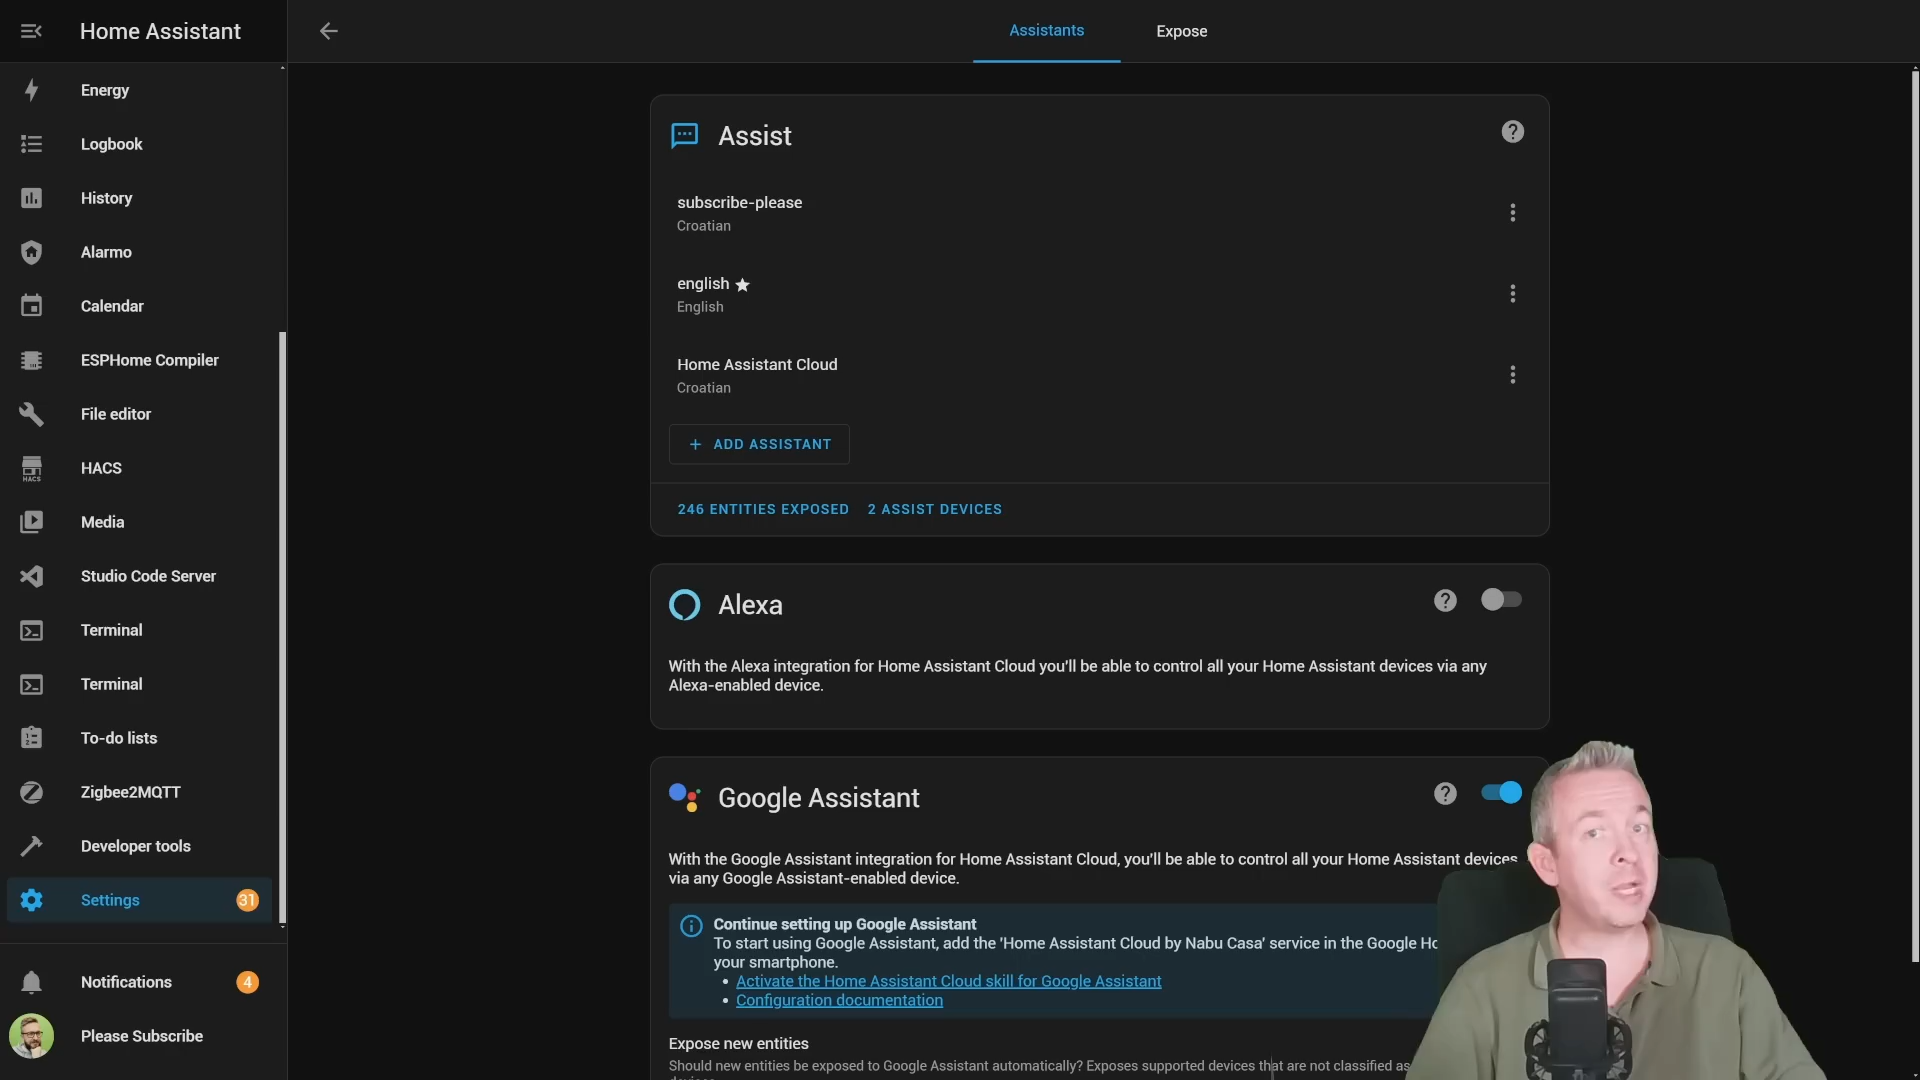 Home Assistant
Assistants
Expose
Energy
Logbook
History
Alarmo
Calendar
ESPHome Compiler
File editor
HACS
HACS
Media
Studio Code Server
Terminal
Terminal
To-do lists
Zigbee2MQTT
Developer tools
Settings
31
Notifications
4
Please Subscribe
Assist
subscribe-please
Croatian
english
English
Home Assistant Cloud
Croatian
+ ADD ASSISTANT
246 ENTITIES EXPOSED
2 ASSIST DEVICES
Alexa
With the Alexa integration for Home Assistant Cloud you'll be able to control all your Home Assistant devices via any
Alexa-enabled device.
Google Assistant
With the Google Assistant integration for Home Assistant Cloud, you'll be able to control all your Home Assistant devices
via any Google Assistant-enabled device.
Continue setting up Google Assistant
To start using Google Assistant, add the 'Home Assistant Cloud by Nabu Casa' service in the Google
your smartphone.
• Activate the Home Assistant Cloud skill for Google Assistant
• Configuration documentation
Expose new entities
Should new entities be exposed to Google Assistant automatically? Exposes supported devices that are not classified as